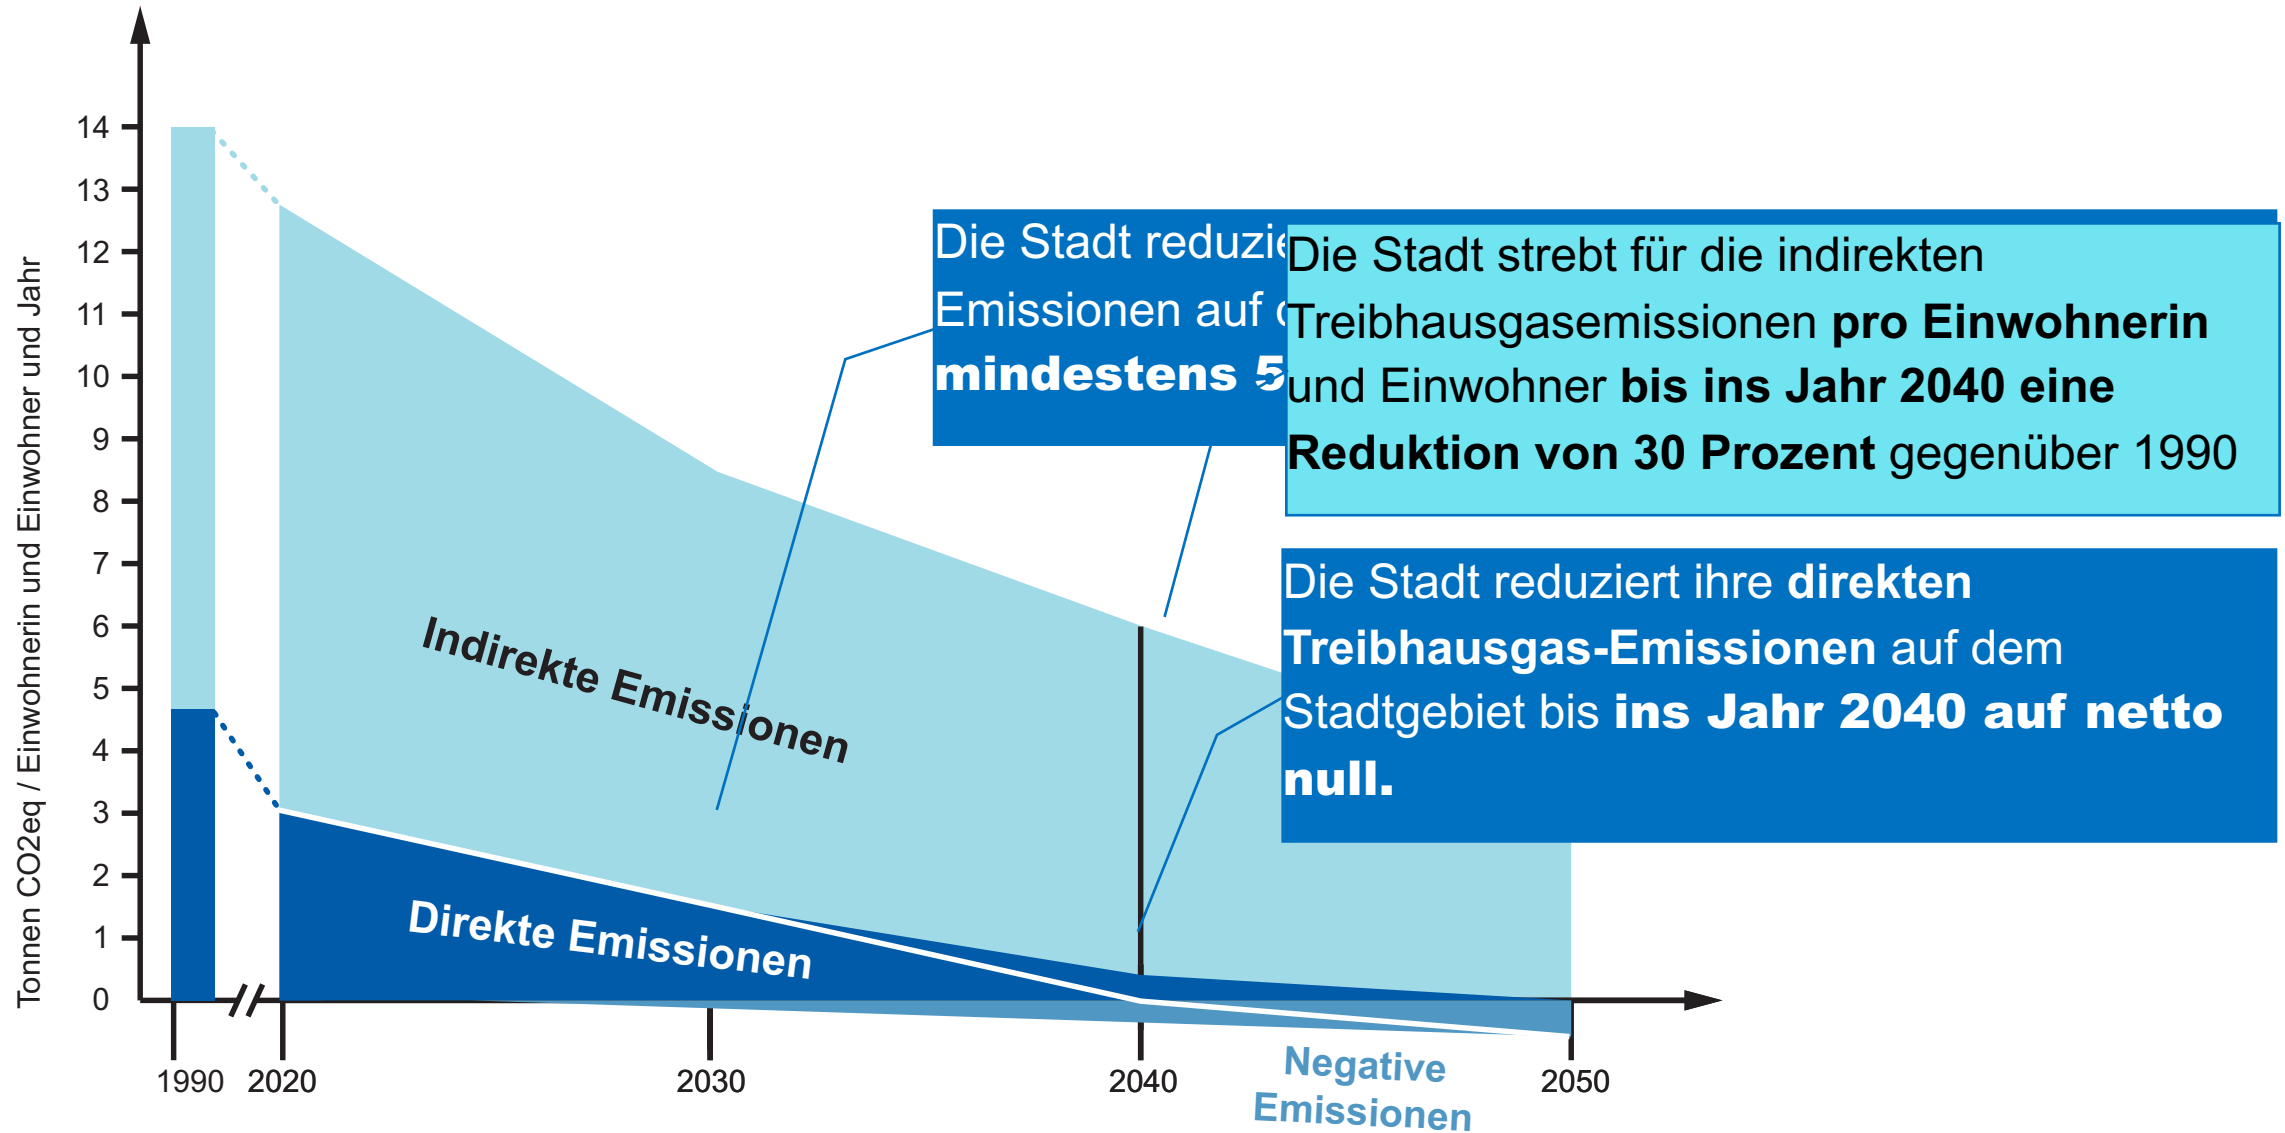 Tonnen CO2eq / Einwohnerin und Einwohner und Jahr
14
13
12
11
10
9
8
7
6
5
4
3
2
1
0
Die Stadt
Emissionen auf
mindestens
Die Stadt strebt für die indirekten
Treibhausgasemissionen pro Einwohnerin
und Einwohner bis ins Jahr 2040 eine
Reduktion von 30 Prozent gegenüber 1990
Die Stadt reduziert ihre direkten
Treibhausgas-Emissionen auf dem
Stadtgebiet bis ins Jahr 2040 auf netto
null.
Indirekte Emissionen
Direkte Emissionen
Negative
Emissionen
1990 2020 2030 2040 2050